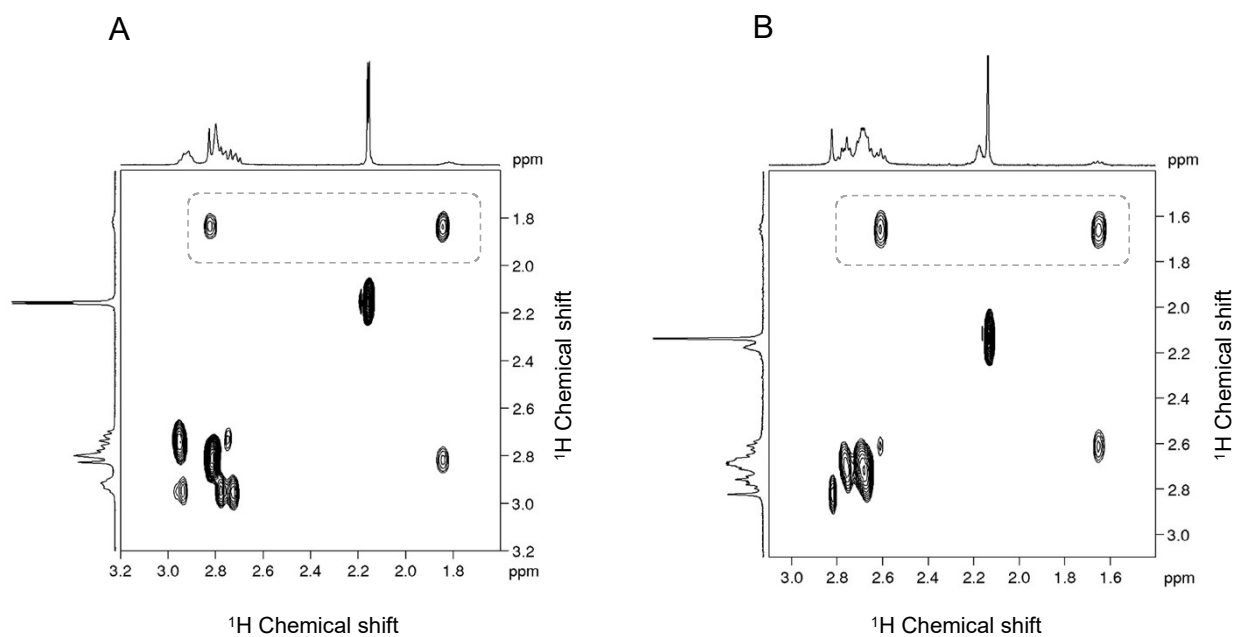 A
B
ppm
1.8
2.0
2.2
2.4
2.6
2.8
3.0
3.2
¹H Chemical shift
3.2 3.0 2.8 2.6 2.4 2.2 2.0 1.8 ppm
¹H Chemical shift
ppm
1.6
1.8
2.0
2.2
2.4
2.6
2.8
3.0
¹H Chemical shift
3.0 2.8 2.6 2.4 2.2 2.0 1.8 1.6 ppm
¹H Chemical shift